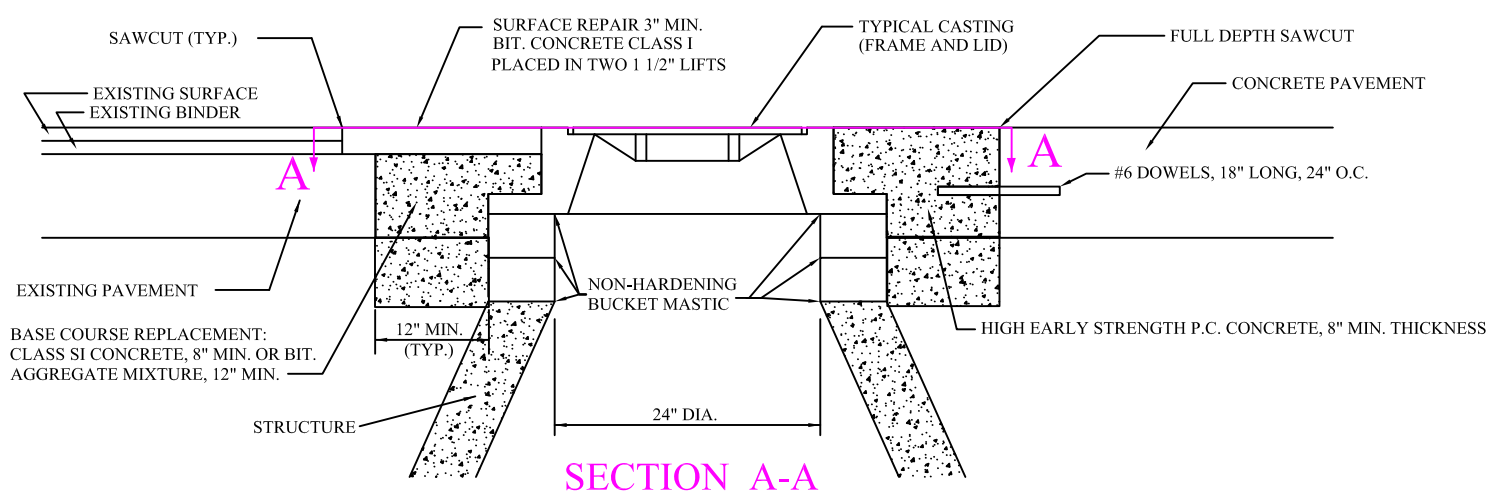 SURFACE REPAIR 3" MIN.
BIT. CONCRETE CLASS I
PLACED IN TWO 1 1/2" LIFTS
TYPICAL CASTING
(FRAME AND LID)
SAWCUT (TYP.)
FULL DEPTH SAWCUT
EXISTING SURFACE
EXISTING BINDER
CONCRETE PAVEMENT
A
A
#6 DOWELS, 18" LONG, 24" O.C.
EXISTING PAVEMENT
NON-HARDENING
BUCKET MASTIC
BASE COURSE REPLACEMENT:
CLASS SI CONCRETE, 8" MIN. OR BIT.
AGGREGATE MIXTURE, 12" MIN.
12" MIN.
(TYP.)
HIGH EARLY STRENGTH P.C. CONCRETE, 8" MIN. THICKNESS
STRUCTURE
24" DIA.
SECTION A-A